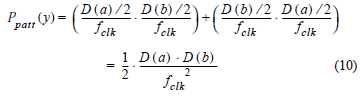 P_patt(y) = (D(a)/2 / f_clk · D(b)/2 / f_clk) + (D(b)/2 / f_clk · D(a)/2 / f_clk)
= 1/2 · D(a) · D(b) / f_clk^2 (10)